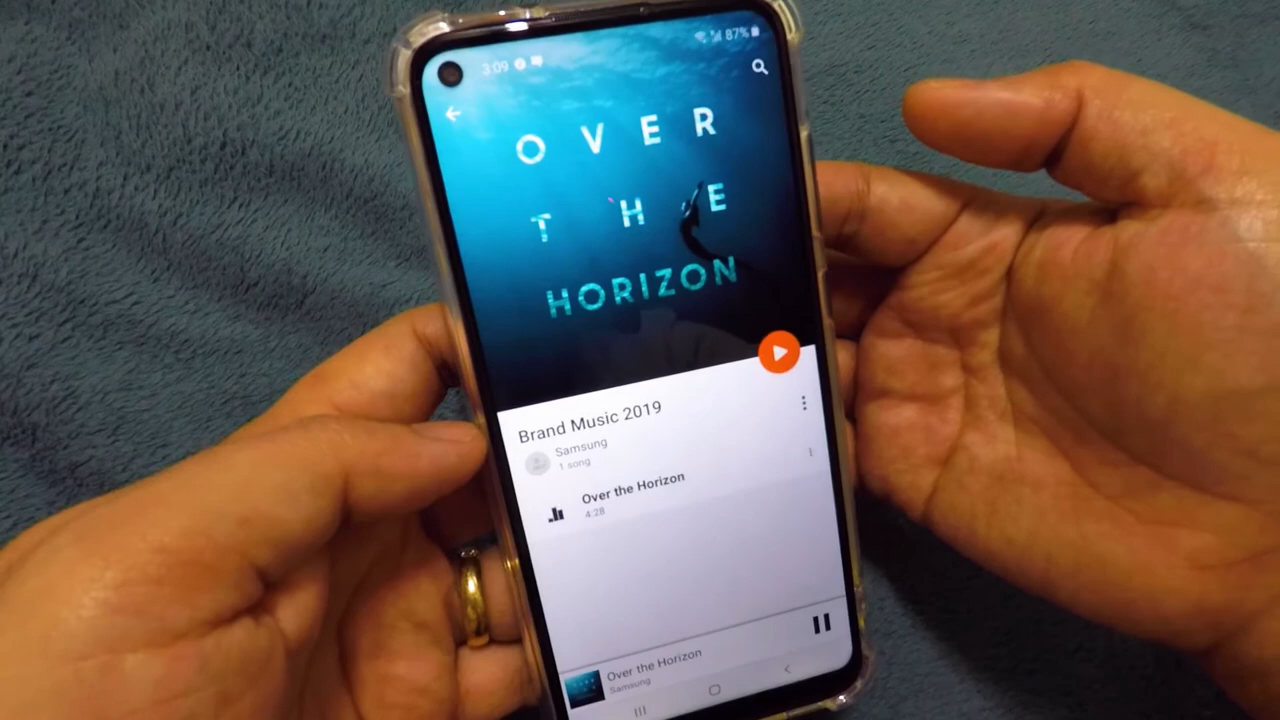 3:09
87%
OVER
THE
HORIZON
Brand Music 2019
Samsung
1 song
Over the Horizon
4:28
Over the Horizon
Samsung